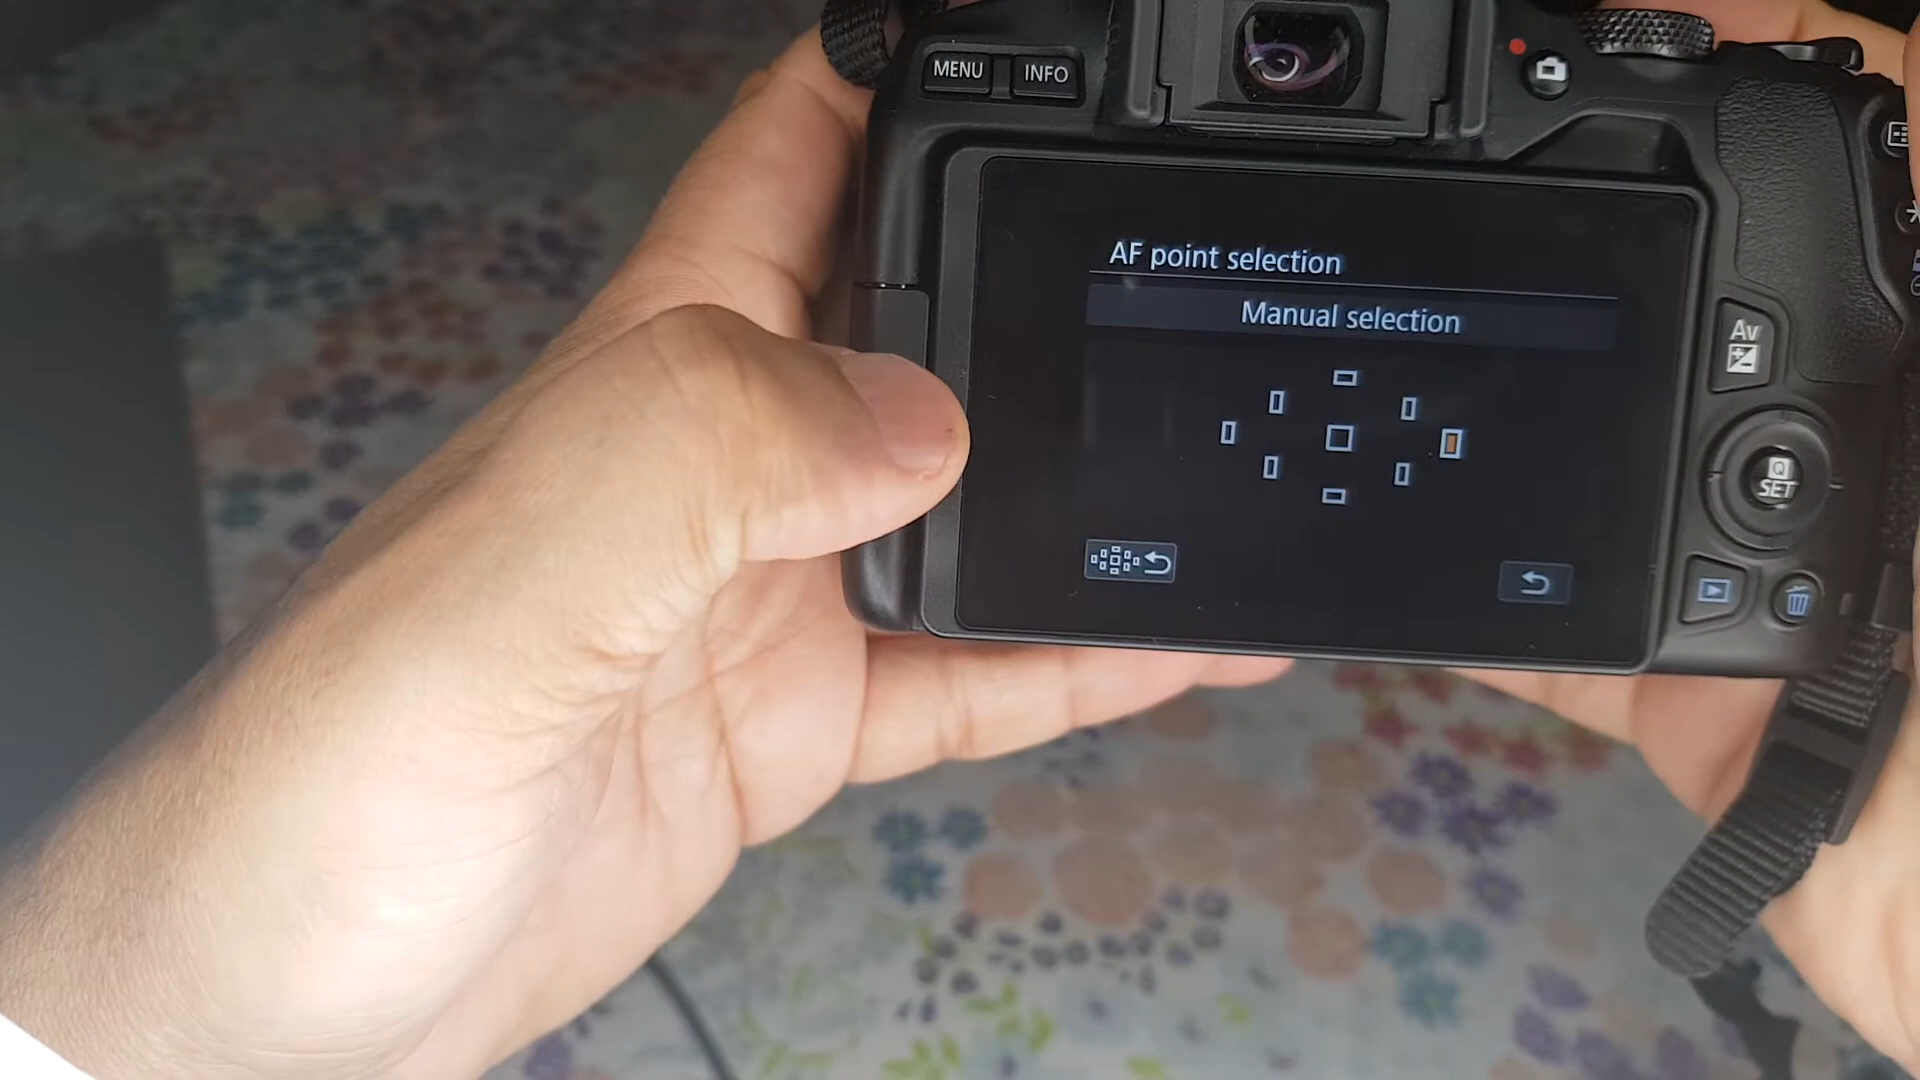 MENU
INFO
AF point selection
Manual selection
Av
Q
SET